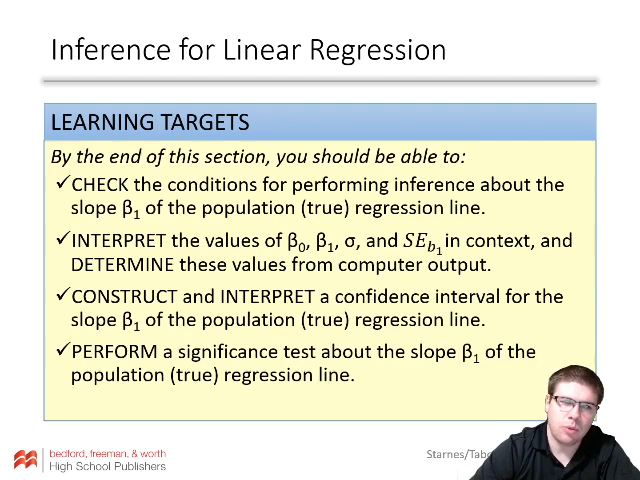 Inference for Linear Regression
LEARNING TARGETS
By the end of this section, you should be able to:
✓CHECK the conditions for performing inference about the
slope β₁ of the population (true) regression line.
✓INTERPRET the values of β₀, β₁, σ, and SE_b₁ in context, and
DETERMINE these values from computer output.
✓CONSTRUCT and INTERPRET a confidence interval for the
slope β₁ of the population (true) regression line.
✓PERFORM a significance test about the slope β₁ of the
population (true) regression line.
bedford, freeman, & worth
High School Publishers
Starnes/